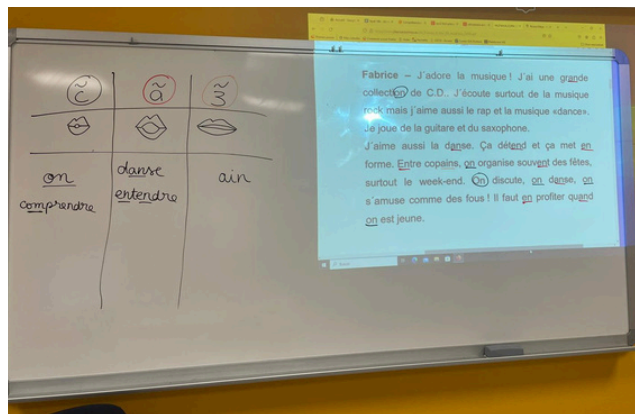 ɔ̃ ã ɛ̃
on danse ain
comprendre entendre
Fabrice – J'adore la musique ! J'ai une grande
collection de C.D.. J'écoute surtout de la musique
rock mais j'aime aussi le rap et la musique «dance».
Je joue de la guitare et du saxophone.
J'aime aussi la danse. Ça détend et ça met en
forme. Entre copains, on organise souvent des fêtes,
surtout le week-end. On discute, on danse, on
s'amuse comme des fous ! Il faut en profiter quand
on est jeune.